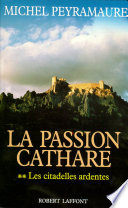 MICHEL PEYRAMAURE
LA PASSION
CATHARE
** Les citadelles ardentes
ROBERT LAFFONT